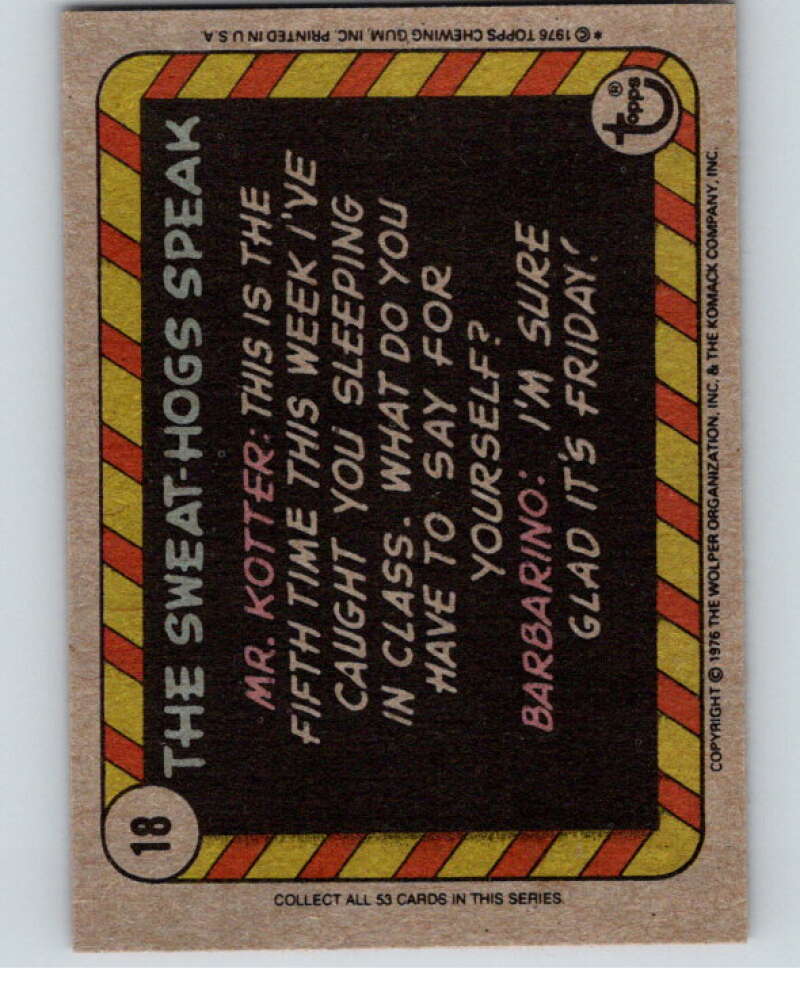 THE SWEAT-HOGS SPEAK
MR. KOTTER: THIS IS THE
FIFTH TIME THIS WEEK I'VE
CAUGHT YOU SLEEPING
IN CLASS. WHAT DO YOU
HAVE TO SAY FOR
YOURSELF?
BARBARINO: I'M SURE
GLAD IT'S FRIDAY!
18
Topps®
COPYRIGHT © 1976 THE WOLPER ORGANIZATION, INC. & THE KOMACK COMPANY, INC.
COLLECT ALL 53 CARDS IN THIS SERIES.
*© 1976 TOPPS CHEWING GUM, INC. PRINTED IN U.S.A.